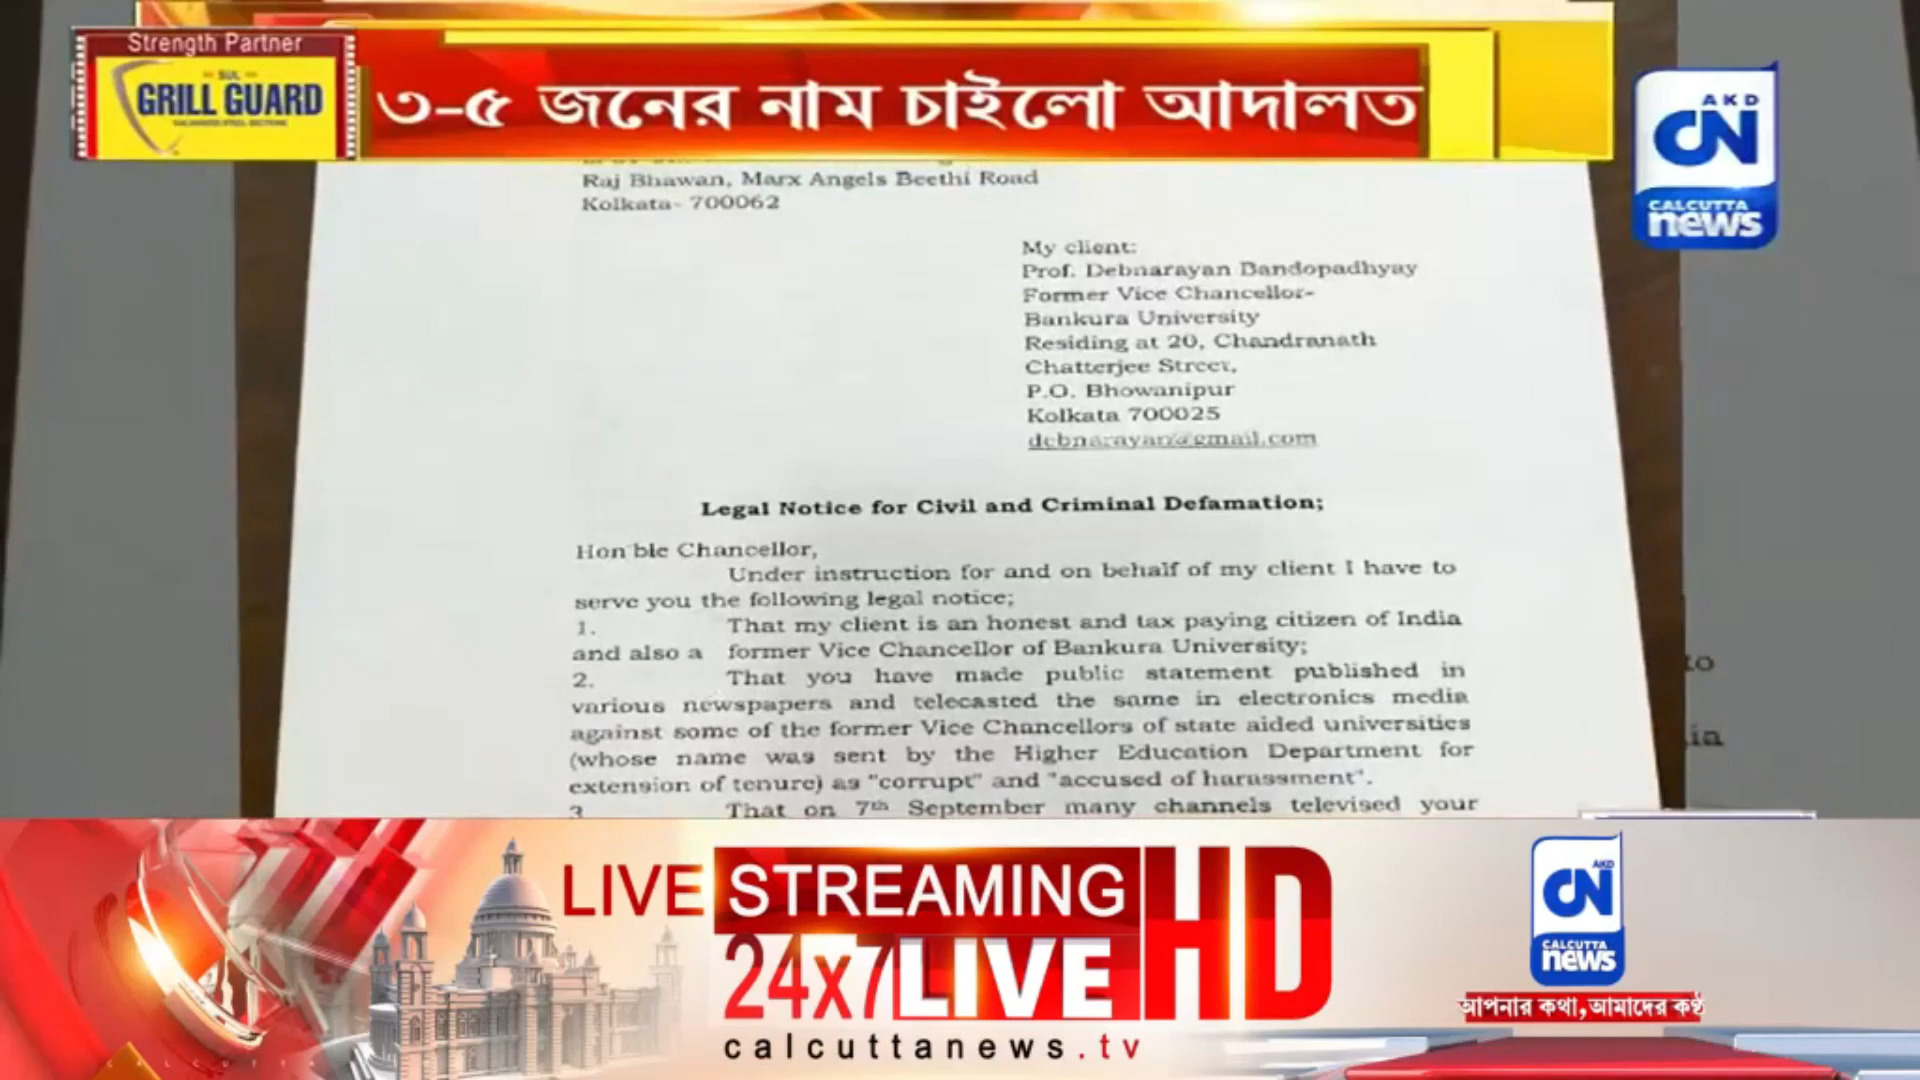 Strength Partner
SUL
GRILL GUARD
৩-৫ জনের নাম চাইলো আদালত
AKD
CN
CALCUTTA
news
Raj Bhawan, Marx Angels Beethi Road
Kolkata- 700062
My client:
Prof. Debnarayan Bandopadhyay
Former Vice Chancellor-
Bankura University
Residing at 20, Chandranath
Chatterjee Street,
P.O. Bhowanipur
Kolkata 700025
debnarayan@gmail.com
Legal Notice for Civil and Criminal Defamation;
Hon'ble Chancellor,
Under instruction for and on behalf of my client I have to
serve you the following legal notice;
1. That my client is an honest and tax paying citizen of India
and also a former Vice Chancellor of Bankura University;
2. That you have made public statement published in
various newspapers and telecasted the same in electronics media
against some of the former Vice Chancellors of state aided universities
(whose name was sent by the Higher Education Department for
extension of tenure) as "corrupt" and "accused of harassment".
3 That on 7th September many channels televised your
to
ia
LIVE STREAMING HD
24x7 LIVE
calcuttanews.tv
AKD
CN
CALCUTTA
news
আপনার কথা, আমাদের কণ্ঠ